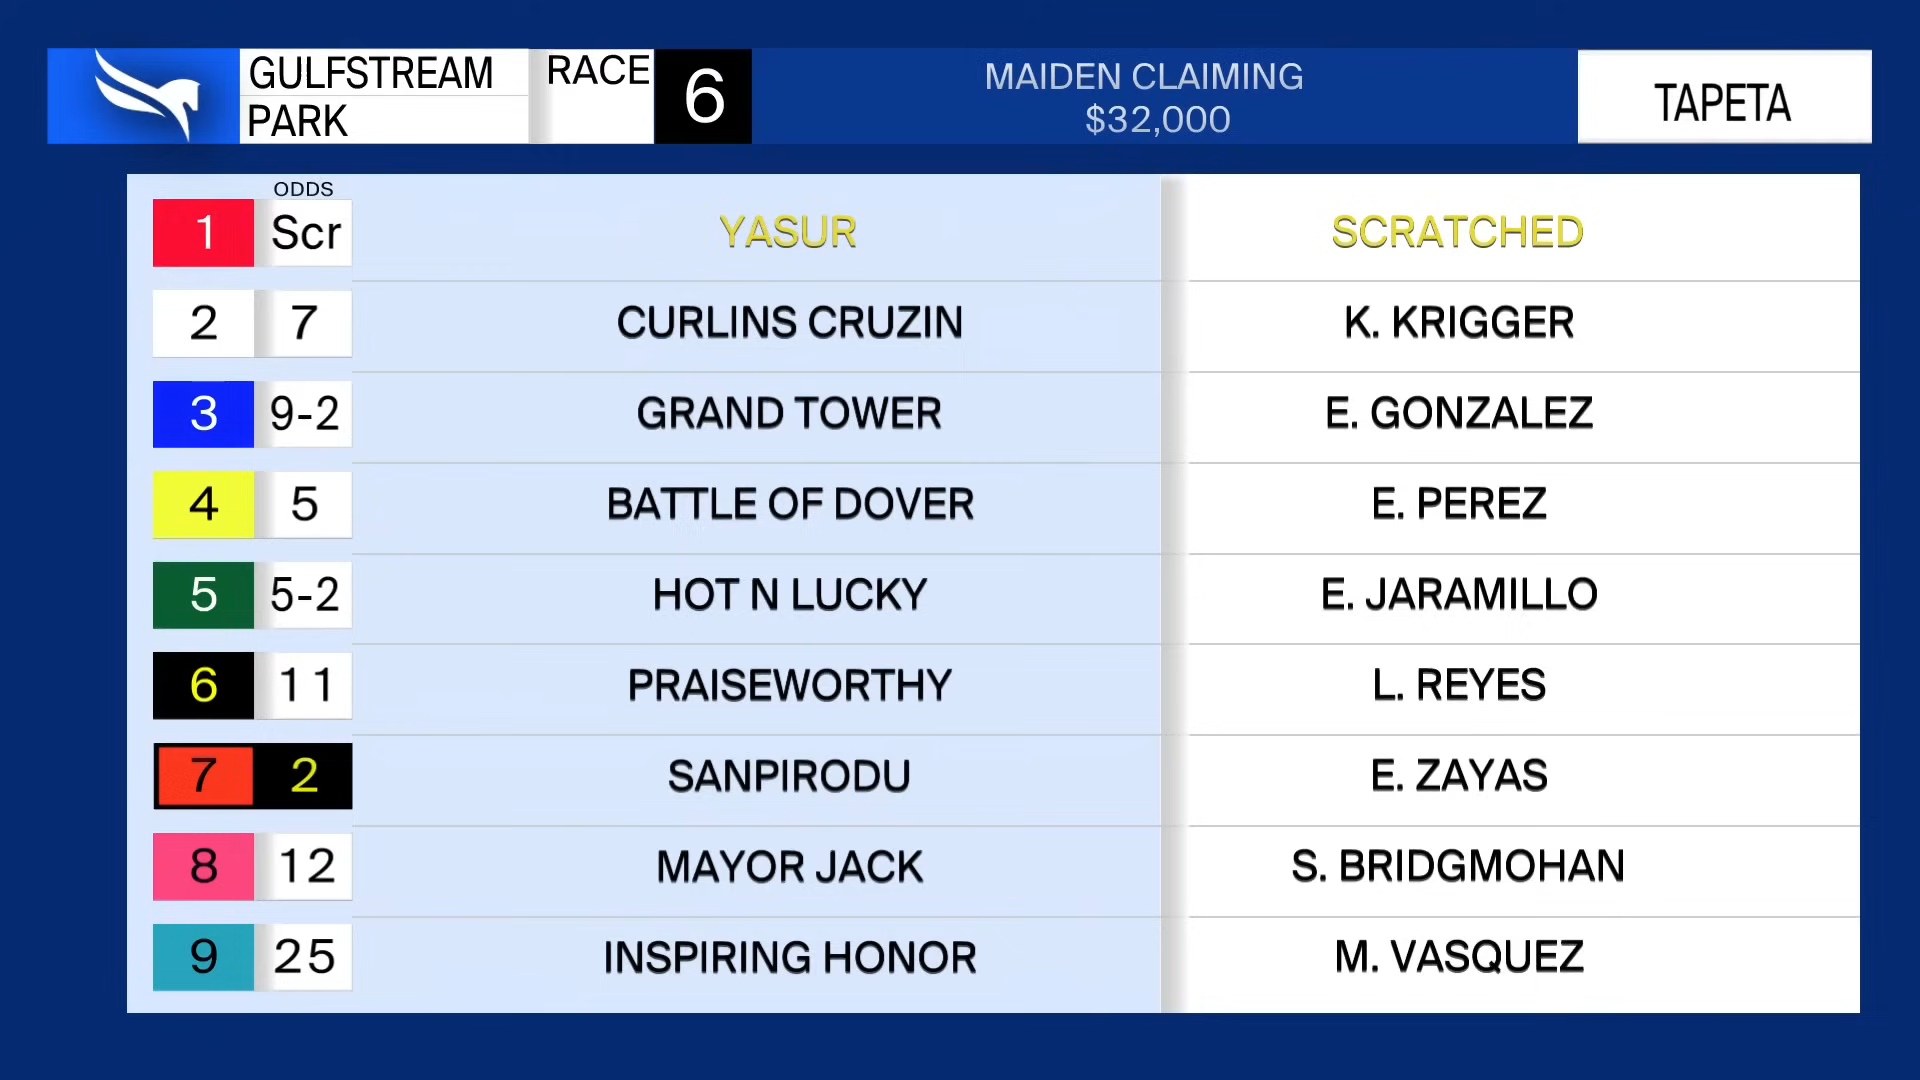 GULFSTREAM
PARK
RACE
6
MAIDEN CLAIMING
$32,000
TAPETA
ODDS
1 Scr YASUR SCRATCHED
2 7 CURLINS CRUZIN K. KRIGGER
3 9-2 GRAND TOWER E. GONZALEZ
4 5 BATTLE OF DOVER E. PEREZ
5 5-2 HOT N LUCKY E. JARAMILLO
6 11 PRAISEWORTHY L. REYES
7 2 SANPIRODU E. ZAYAS
8 12 MAYOR JACK S. BRIDGMOHAN
9 25 INSPIRING HONOR M. VASQUEZ